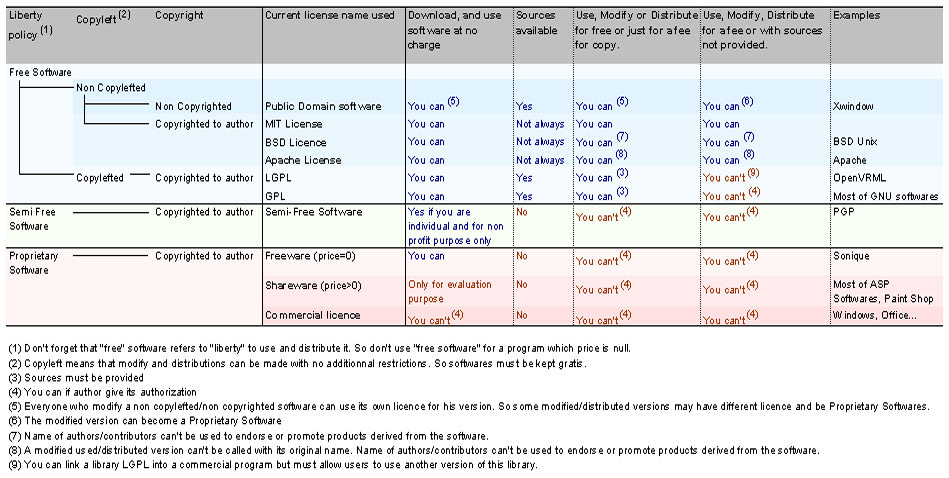 Liberty policy (1) Copyleft (2) Copyright Current license name used Download, and use software at no charge Sources available Use, Modify or Distribute for free or just for a fee for copy. Use, Modify, Distribute for a fee or with sources not provided. Examples
Free Software
Non Copylefted
Non Copyrighted Public Domain software You can (5) Yes You can (5) You can (6) Xwindow
Copyrighted to author MIT License You can Not always You can You can
BSD Licence You can Not always You can (7) You can (7) BSD Unix
Apache License You can Not always You can (8) You can (8) Apache
Copylefted Copyrighted to author LGPL You can Yes You can (3) You can't (9) OpenVRML
GPL You can Yes You can (3) You can't (4) Most of GNU softwares
Semi Free Software Copyrighted to author Semi-Free Software Yes if you are individual and for non profit purpose only No You can't (4) You can't (4) PGP
Proprietary Software Copyrighted to author Freeware (price=0) You can No You can't (4) You can't (4) Sonique
Shareware (price>0) Only for evaluation purpose No You can't (4) You can't (4) Most of ASP Softwares, Paint Shop
Commercial licence You can't (4) No You can't (4) You can't (4) Windows, Office...
(1) Don't forget that "free" software refers to "liberty" to use and distribute it. So don't use "free software" for a program which price is null.
(2) Copyleft means that modify and distributions can be made with no additionnal restrictions. So softwares must be kept gratis.
(3) Sources must be provided
(4) You can if author give its authorization
(5) Everyone who modify a non copylefted/non copyrighted software can use its own licence for his version. So some modified/distributed versions may have different licence and be Proprietary Softwares.
(6) The modified version can become a Proprietary Software
(7) Name of authors/contributors can't be used to endorse or promote products derived from the software.
(8) A modified used/distributed version can't be called with its original name. Name of authors/contributors can't be used to endorse or promote products derived from the software.
(9) You can link a library LGPL into a commercial program but must allow users to use another version of this library.